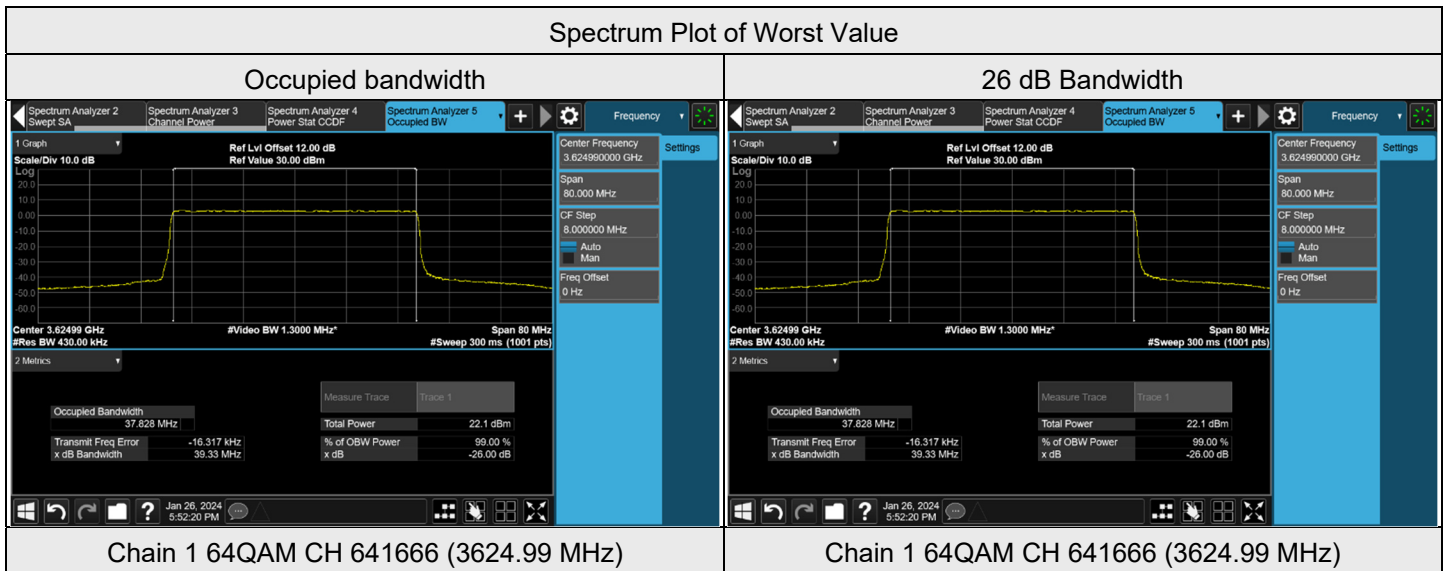 Spectrum Plot of Worst Value
Occupied bandwidth
26 dB Bandwidth
Spectrum Analyzer 2
Swept SA
Spectrum Analyzer 3
Channel Power
Spectrum Analyzer 4
Power Stat CCDF
Spectrum Analyzer 5
Occupied BW
+
Frequency
1 Graph
Scale/Div 10.0 dB
Ref Lvl Offset 12.00 dB
Ref Value 30.00 dBm
Log
20.0
10.0
0.00
-10.0
-20.0
-30.0
-40.0
-50.0
-60.0
Center 3.62499 GHz
#Res BW 430.00 kHz
#Video BW 1.3000 MHz*
Span 80 MHz
#Sweep 300 ms (1001 pts)
Center Frequency
3.624990000 GHz
Settings
Span
80.000 MHz
CF Step
8.000000 MHz
Auto
Man
Freq Offset
0 Hz
2 Metrics
Measure Trace Trace 1
Occupied Bandwidth
37.828 MHz
Total Power 22.1 dBm
Transmit Freq Error -16.317 kHz
% of OBW Power 99.00 %
x dB Bandwidth 39.33 MHz
x dB -26.00 dB
?
Jan 26, 2024
5:52:20 PM
Spectrum Analyzer 2
Swept SA
Spectrum Analyzer 3
Channel Power
Spectrum Analyzer 4
Power Stat CCDF
Spectrum Analyzer 5
Occupied BW
+
Frequency
1 Graph
Scale/Div 10.0 dB
Ref Lvl Offset 12.00 dB
Ref Value 30.00 dBm
Log
20.0
10.0
0.00
-10.0
-20.0
-30.0
-40.0
-50.0
-60.0
Center 3.62499 GHz
#Res BW 430.00 kHz
#Video BW 1.3000 MHz*
Span 80 MHz
#Sweep 300 ms (1001 pts)
Center Frequency
3.624990000 GHz
Settings
Span
80.000 MHz
CF Step
8.000000 MHz
Auto
Man
Freq Offset
0 Hz
2 Metrics
Measure Trace Trace 1
Occupied Bandwidth
37.828 MHz
Total Power 22.1 dBm
Transmit Freq Error -16.317 kHz
% of OBW Power 99.00 %
x dB Bandwidth 39.33 MHz
x dB -26.00 dB
?
Jan 26, 2024
5:52:20 PM
Chain 1 64QAM CH 641666 (3624.99 MHz)
Chain 1 64QAM CH 641666 (3624.99 MHz)